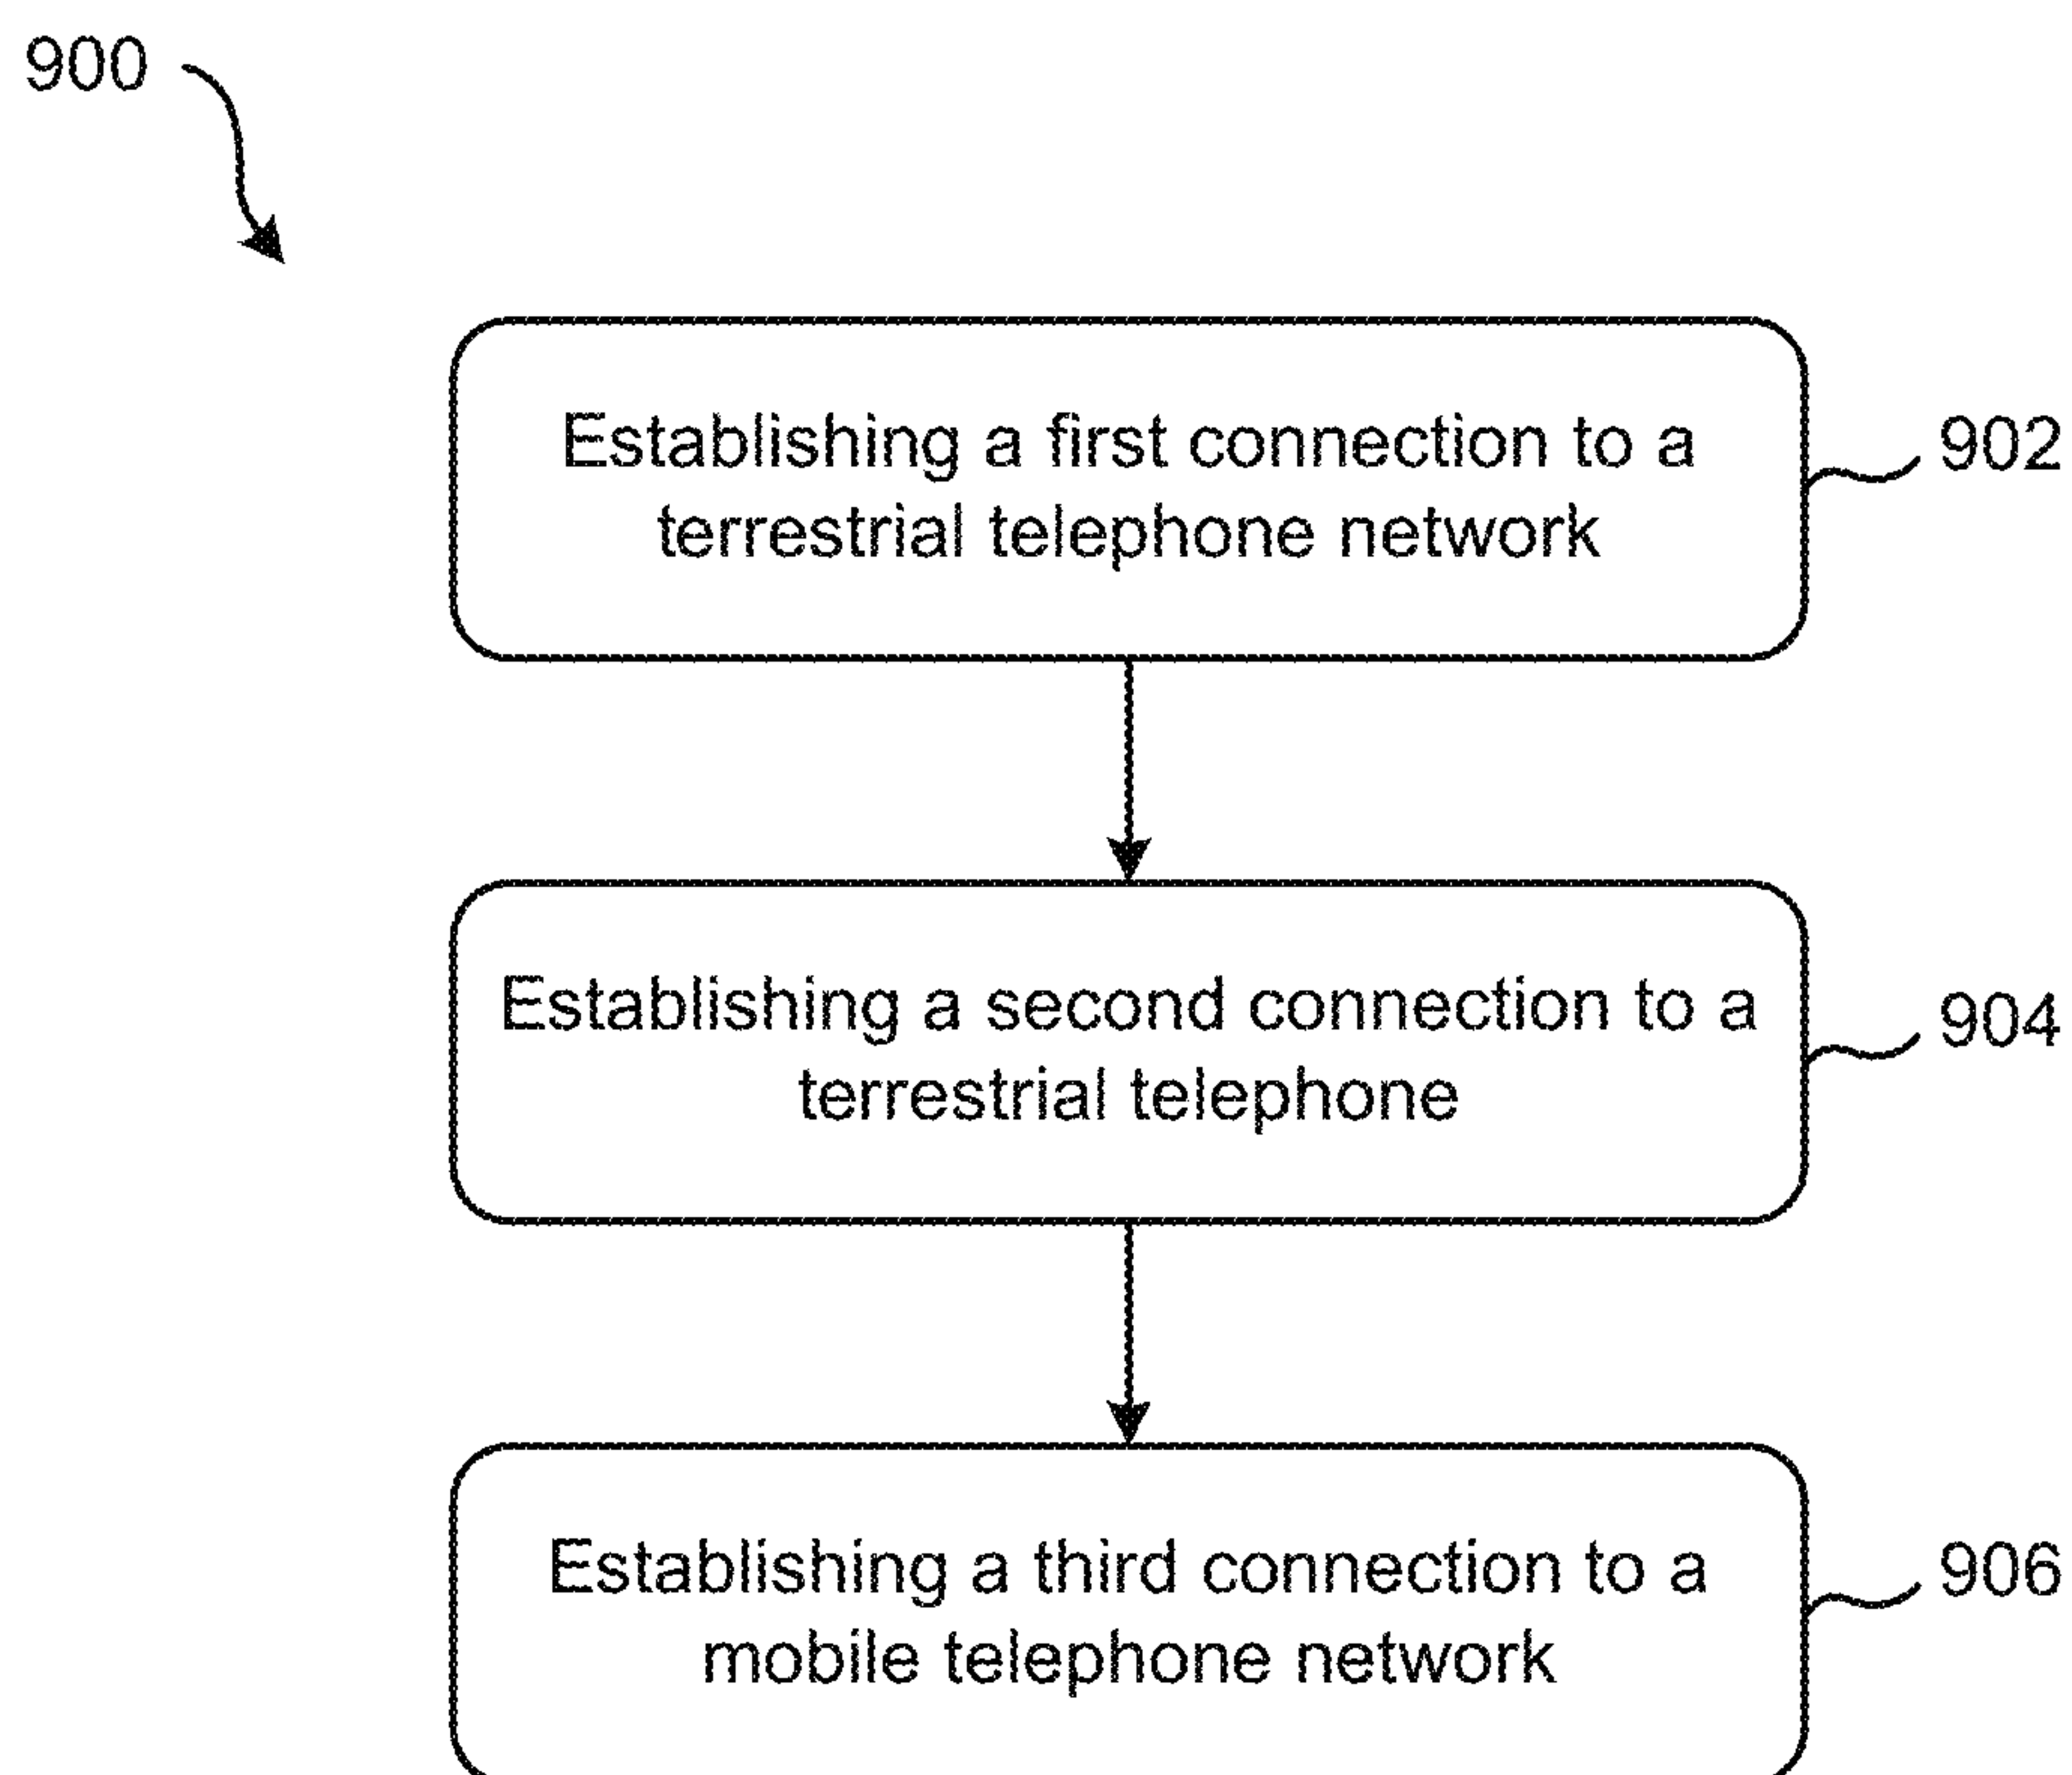 900
Establishing a first connection to a
terrestrial telephone network
902
Establishing a second connection to a
terrestrial telephone
904
Establishing a third connection to a
mobile telephone network
906